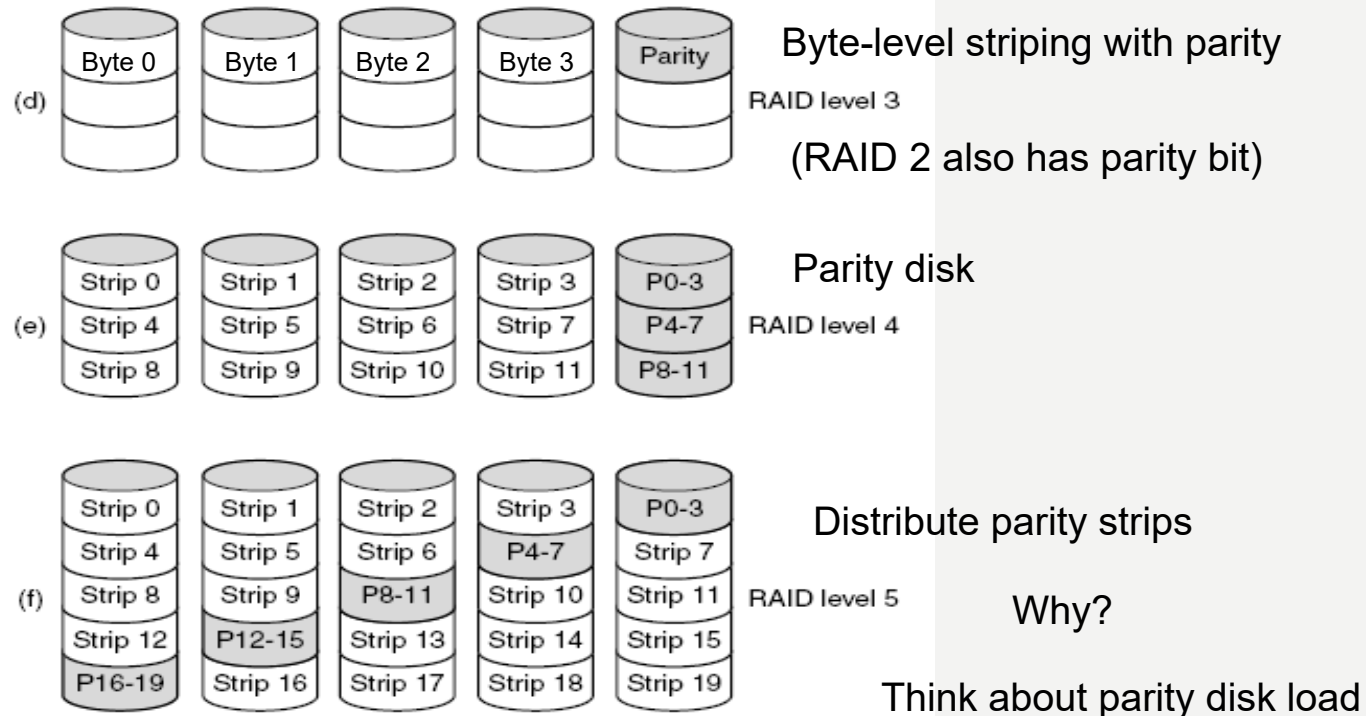 Byte 0 Byte 1 Byte 2 Byte 3 Parity Byte-level striping with parity
(d) RAID level 3
(RAID 2 also has parity bit)
Strip 0 Strip 1 Strip 2 Strip 3 P0-3 Parity disk
(e) Strip 4 Strip 5 Strip 6 Strip 7 P4-7 RAID level 4
Strip 8 Strip 9 Strip 10 Strip 11 P8-11
Strip 0 Strip 1 Strip 2 Strip 3 P0-3 Distribute parity strips
Strip 4 Strip 5 Strip 6 P4-7 Strip 7
(f) Strip 8 Strip 9 P8-11 Strip 10 Strip 11 RAID level 5 Why?
Strip 12 P12-15 Strip 13 Strip 14 Strip 15
P16-19 Strip 16 Strip 17 Strip 18 Strip 19 Think about parity disk load